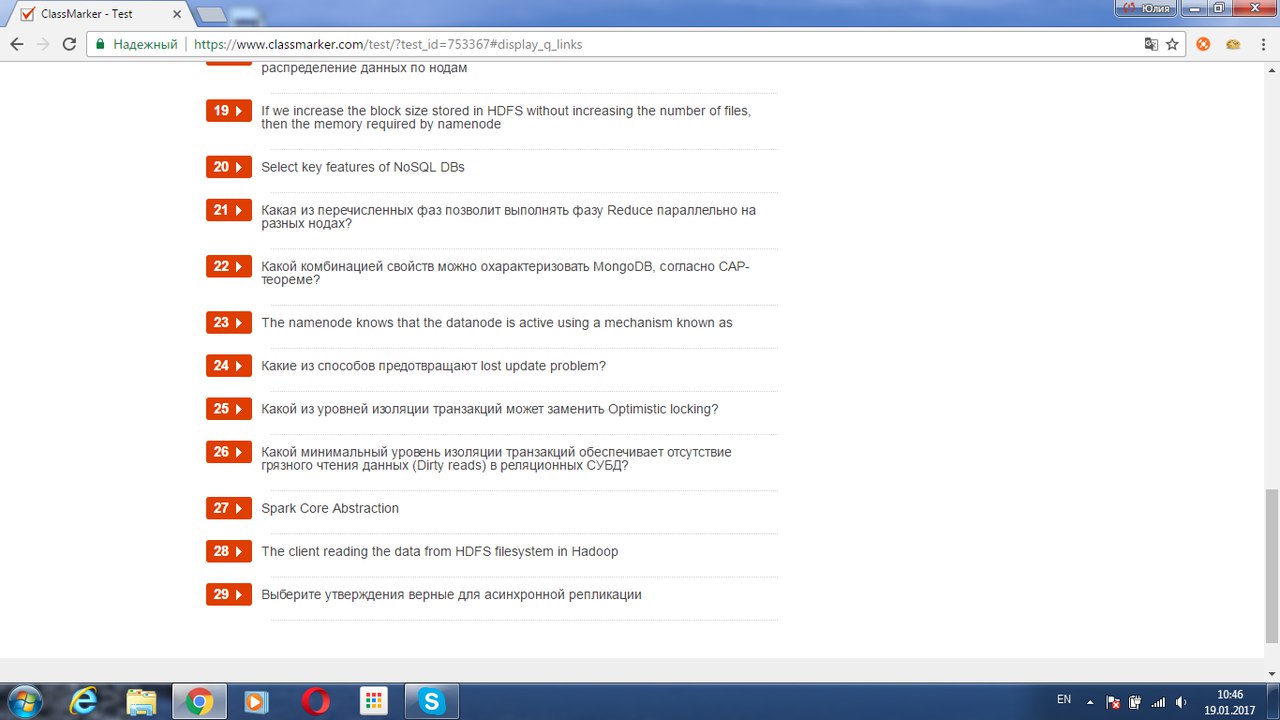 ClassMarker - Test
Юлия
Надежный
https://www.classmarker.com/test/?test_id=753367#display_q_links
распределение данных по нодам
19
If we increase the block size stored in HDFS without increasing the number of files,
then the memory required by namenode
20
Select key features of NoSQL DBs
21
Какая из перечисленных фаз позволит выполнять фазу Reduce параллельно на
разных нодах?
22
Какой комбинацией свойств можно охарактеризовать MongoDB, согласно CAP-
теореме?
23
The namenode knows that the datanode is active using a mechanism known as
24
Какие из способов предотвращают lost update problem?
25
Какой из уровней изоляции транзакций может заменить Optimistic locking?
26
Какой минимальный уровень изоляции транзакций обеспечивает отсутствие
грязного чтения данных (Dirty reads) в реляционных СУБД?
27
Spark Core Abstraction
28
The client reading the data from HDFS filesystem in Hadoop
29
Выберите утверждения верные для асинхронной репликации
EN
10:46
19.01.2017